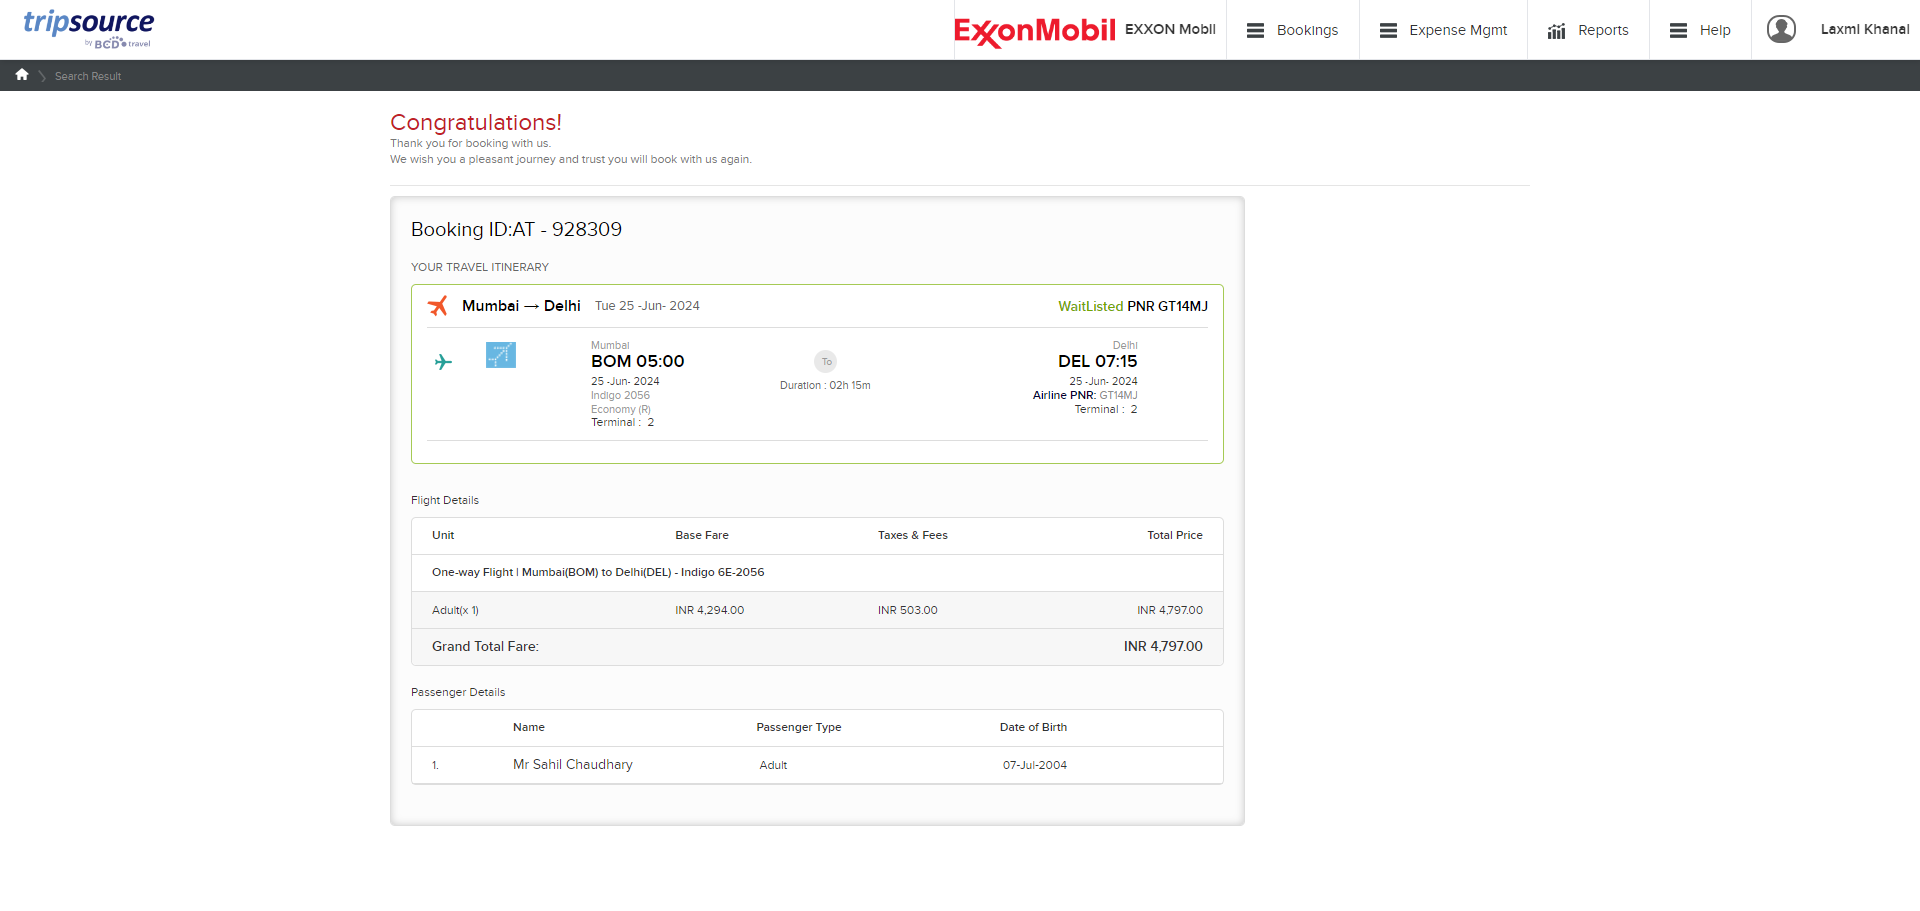 tripsource
by BCD travel
ExxonMobil EXXON Mobil
Bookings
Expense Mgmt
Reports
Help
Laxmi Khanal
Search Result
Congratulations!
Thank you for booking with us.
We wish you a pleasant journey and trust you will book with us again.
Booking ID:AT - 928309
YOUR TRAVEL ITINERARY
Mumbai → Delhi Tue 25 -Jun- 2024 WaitListed PNR GT14MJ
Mumbai
BOM 05:00
25 -Jun- 2024
Indigo 2056
Economy (R)
Terminal : 2
To
Duration : 02h 15m
Delhi
DEL 07:15
25 -Jun- 2024
Airline PNR: GT14MJ
Terminal : 2
Flight Details
Unit Base Fare Taxes & Fees Total Price
One-way Flight | Mumbai(BOM) to Delhi(DEL) - Indigo 6E-2056
Adult(x 1) INR 4,294.00 INR 503.00 INR 4,797.00
Grand Total Fare: INR 4,797.00
Passenger Details
Name Passenger Type Date of Birth
1. Mr Sahil Chaudhary Adult 07-Jul-2004